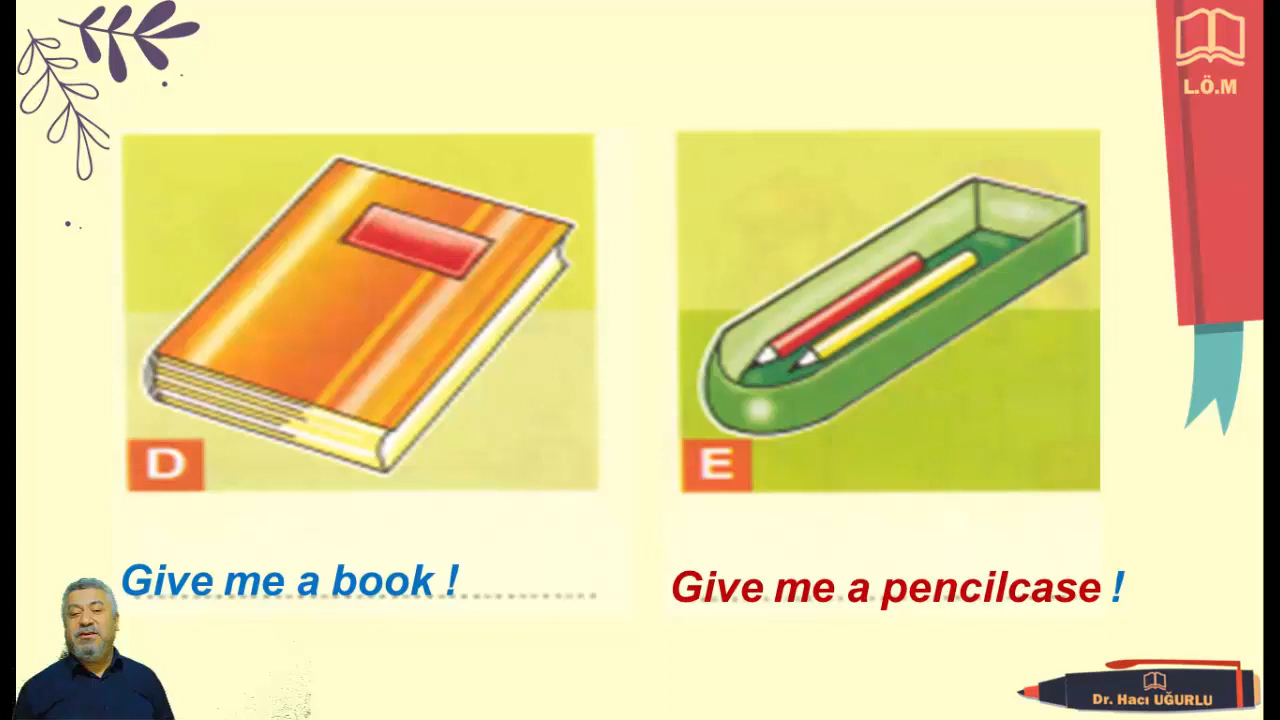 L.Ö.M
D
E
Give me a book !
Give me a pencilcase !
Dr. Hacı UĞURLU